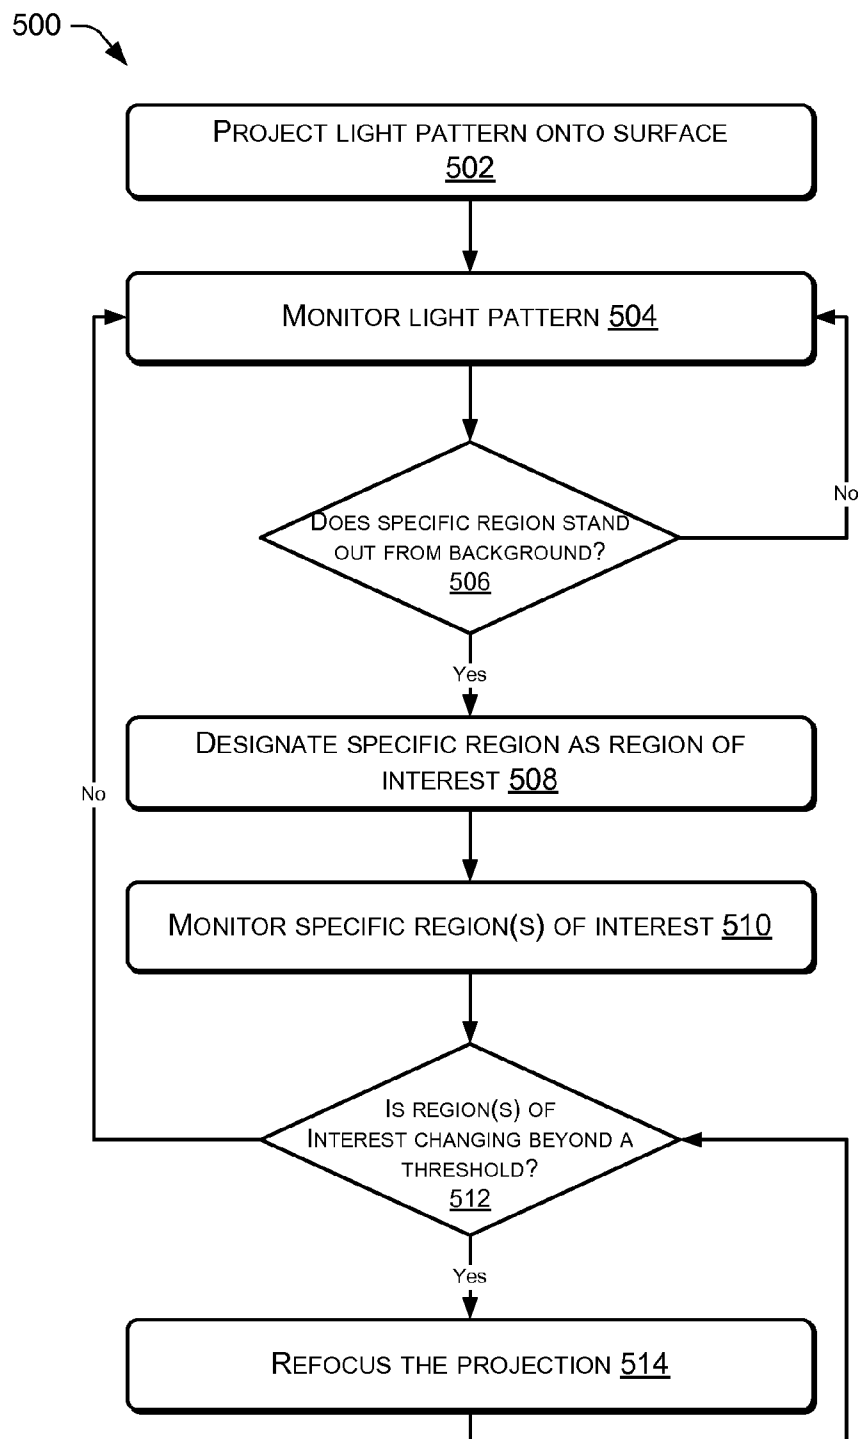 500
PROJECT LIGHT PATTERN ONTO SURFACE
502
MONITOR LIGHT PATTERN 504
No
DOES SPECIFIC REGION STAND
OUT FROM BACKGROUND?
506
Yes
DESIGNATE SPECIFIC REGION AS REGION OF
INTEREST 508
No
MONITOR SPECIFIC REGION(S) OF INTEREST 510
IS REGION(S) OF
INTEREST CHANGING BEYOND A
THRESHOLD?
512
Yes
REFOCUS THE PROJECTION 514